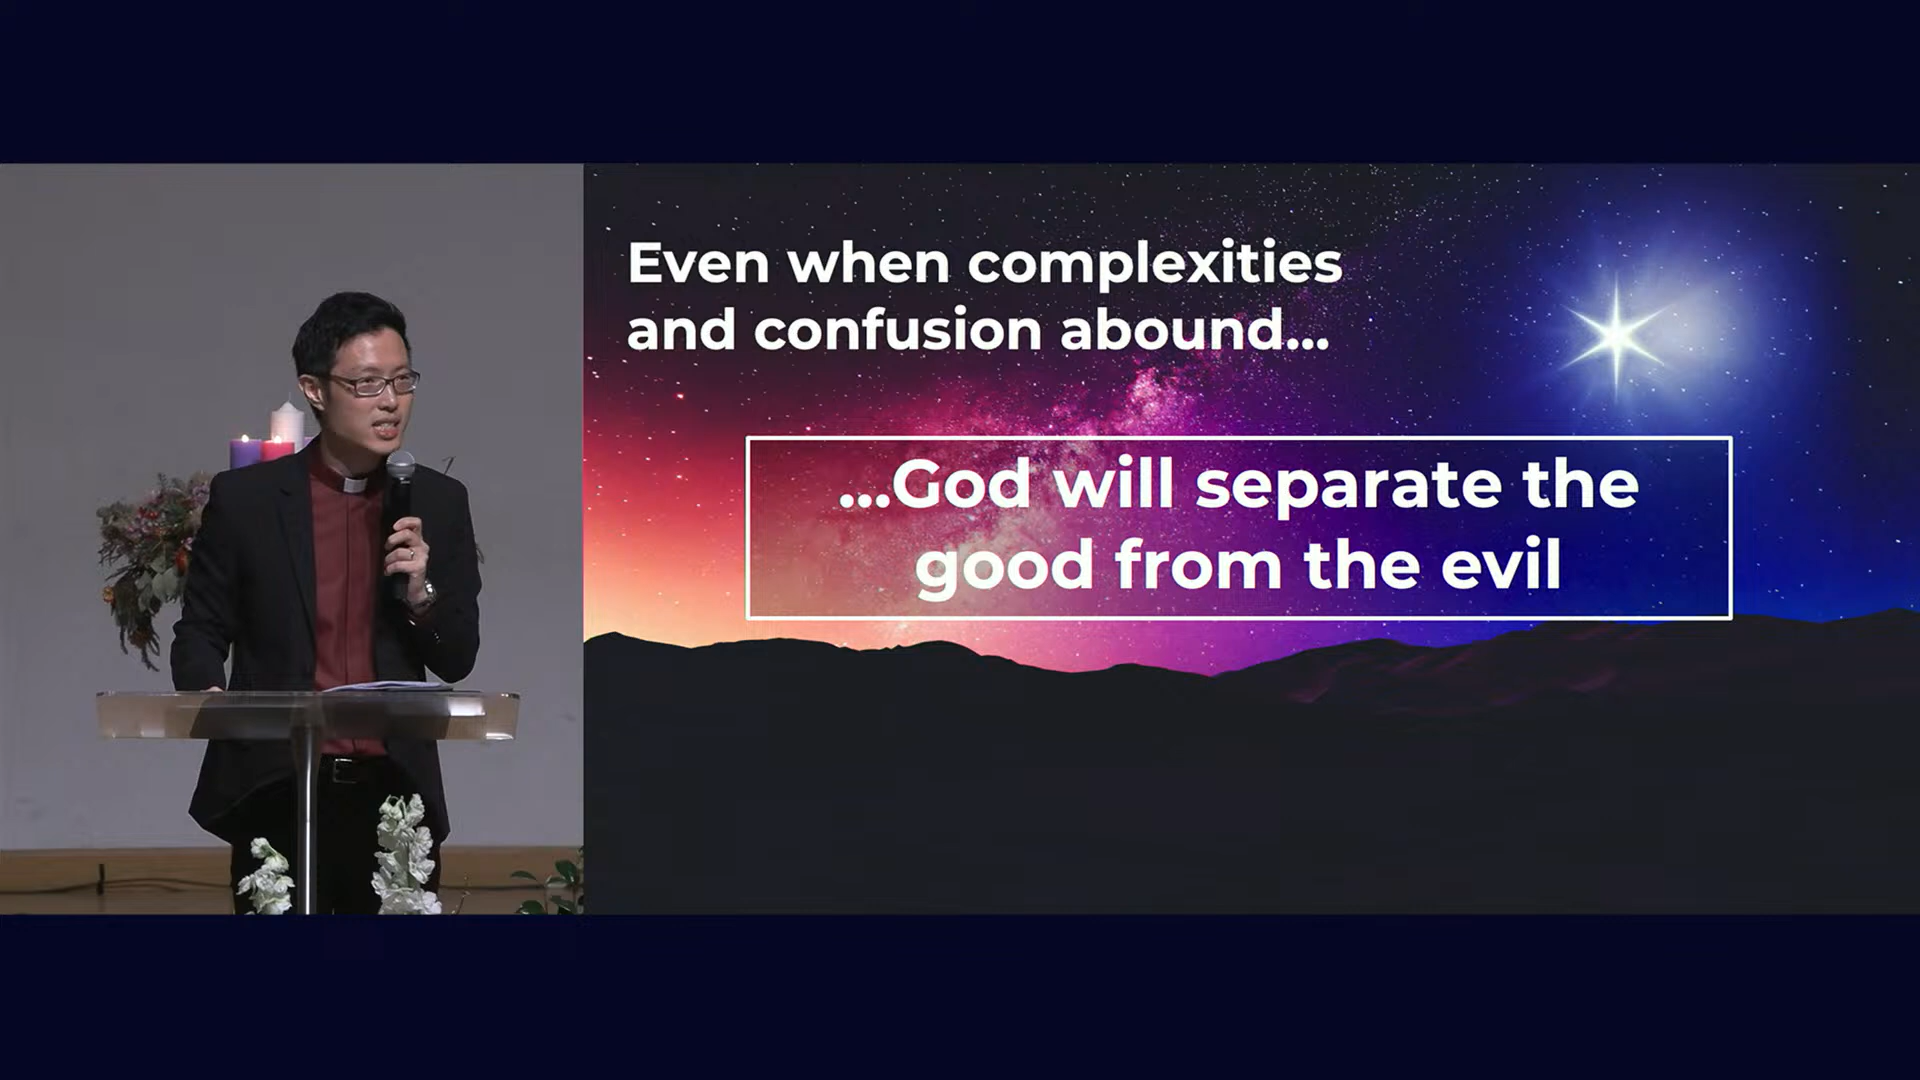 Even when complexities
and confusion abound...
...God will separate the
good from the evil